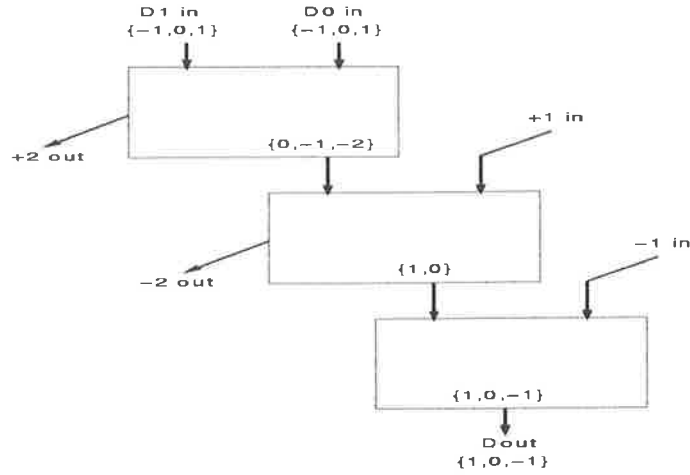 D1 in
{-1,0,1}
D0 in
{-1,0,1}
+1 in
+2 out
{0,-1,-2}
-1 in
-2 out
{1,0}
{1,0,-1}
Dout
{1,0,-1}